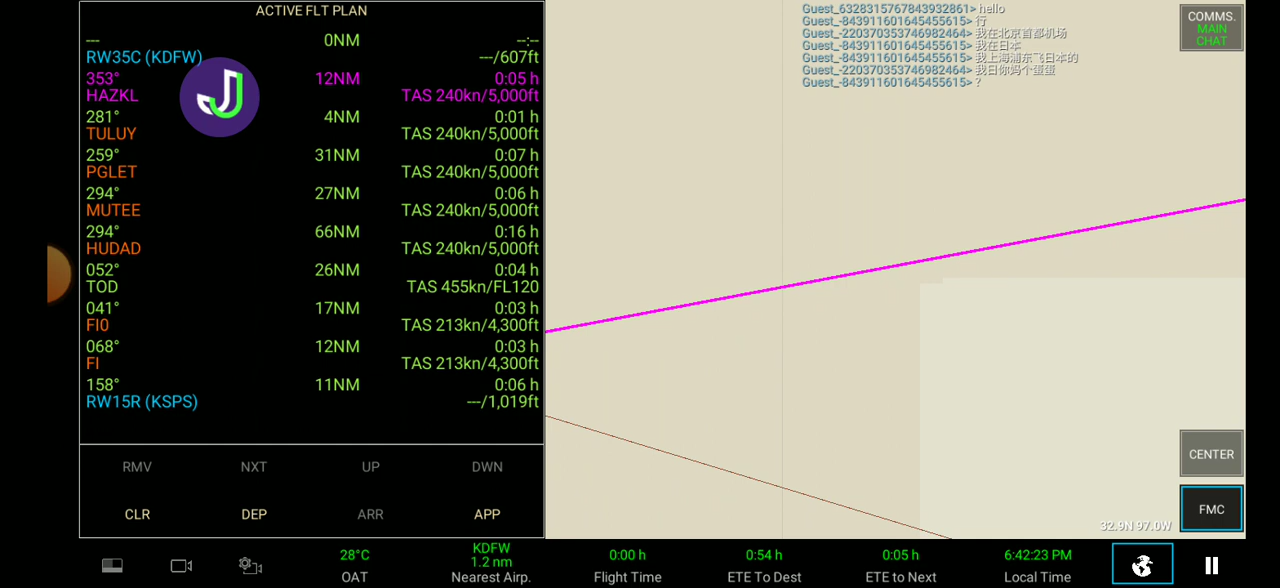 ACTIVE FLT PLAN
--- 0NM --:--
RW35C (KDFW) ---/607ft
353° 12NM 0:05 h
HAZKL TAS 240kn/5,000ft
281° 4NM 0:01 h
TULUY TAS 240kn/5,000ft
259° 31NM 0:07 h
PGLET TAS 240kn/5,000ft
294° 27NM 0:06 h
MUTEE TAS 240kn/5,000ft
294° 66NM 0:16 h
HUDAD TAS 240kn/5,000ft
052° 26NM 0:04 h
TOD TAS 455kn/FL120
041° 17NM 0:03 h
FI0 TAS 213kn/4,300ft
068° 12NM 0:03 h
FI TAS 213kn/4,300ft
158° 11NM 0:06 h
RW15R (KSPS) ---/1,019ft
RMV NXT UP DWN
CLR DEP ARR APP
Guest_6328315767843932861> hello
Guest_-843911601645455615> 行
Guest_-220370353746982464> 我在北京首都机场
Guest_-843911601645455615> 我在日本
Guest_-843911601645455615> 我上海浦东飞日本的
Guest_-220370353746982464> 我日你妈个蛋蛋
Guest_-843911601645455615> ?
COMMS.
MAIN
CHAT
CENTER
FMC
32.9N 97.0W
28°C
OAT
KDFW
1.2 nm
Nearest Airp.
0:00 h
Flight Time
0:54 h
ETE To Dest
0:05 h
ETE to Next
6:42:23 PM
Local Time